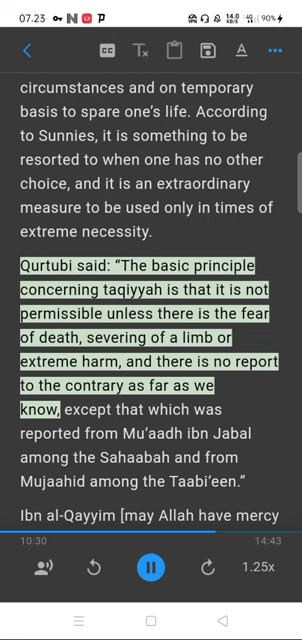 07.23
14.0
KB/S
4G
90%
CC
A
circumstances and on temporary
basis to spare one's life. According
to Sunnies, it is something to be
resorted to when one has no other
choice, and it is an extraordinary
measure to be used only in times of
extreme necessity.
Qurtubi said: “The basic principle
concerning taqiyyah is that it is not
permissible unless there is the fear
of death, severing of a limb or
extreme harm, and there is no report
to the contrary as far as we
know, except that which was
reported from Mu‘aadh ibn Jabal
among the Sahaabah and from
Mujaahid among the Taabi‘een.”
Ibn al-Qayyim [may Allah have mercy
10:30
14:43
1.25x